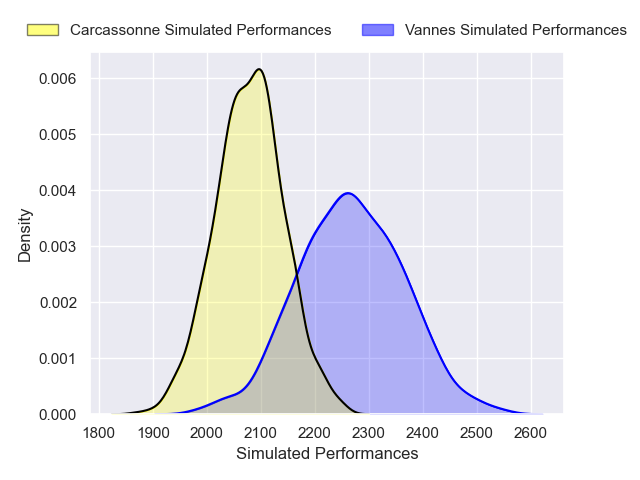 Carcassonne Simulated Performances Vannes Simulated Performances
0.006
0.005
0.004
0.003
0.002
0.001
0.000
Density
1800 1900 2000 2100 2200 2300 2400 2500 2600
Simulated Performances